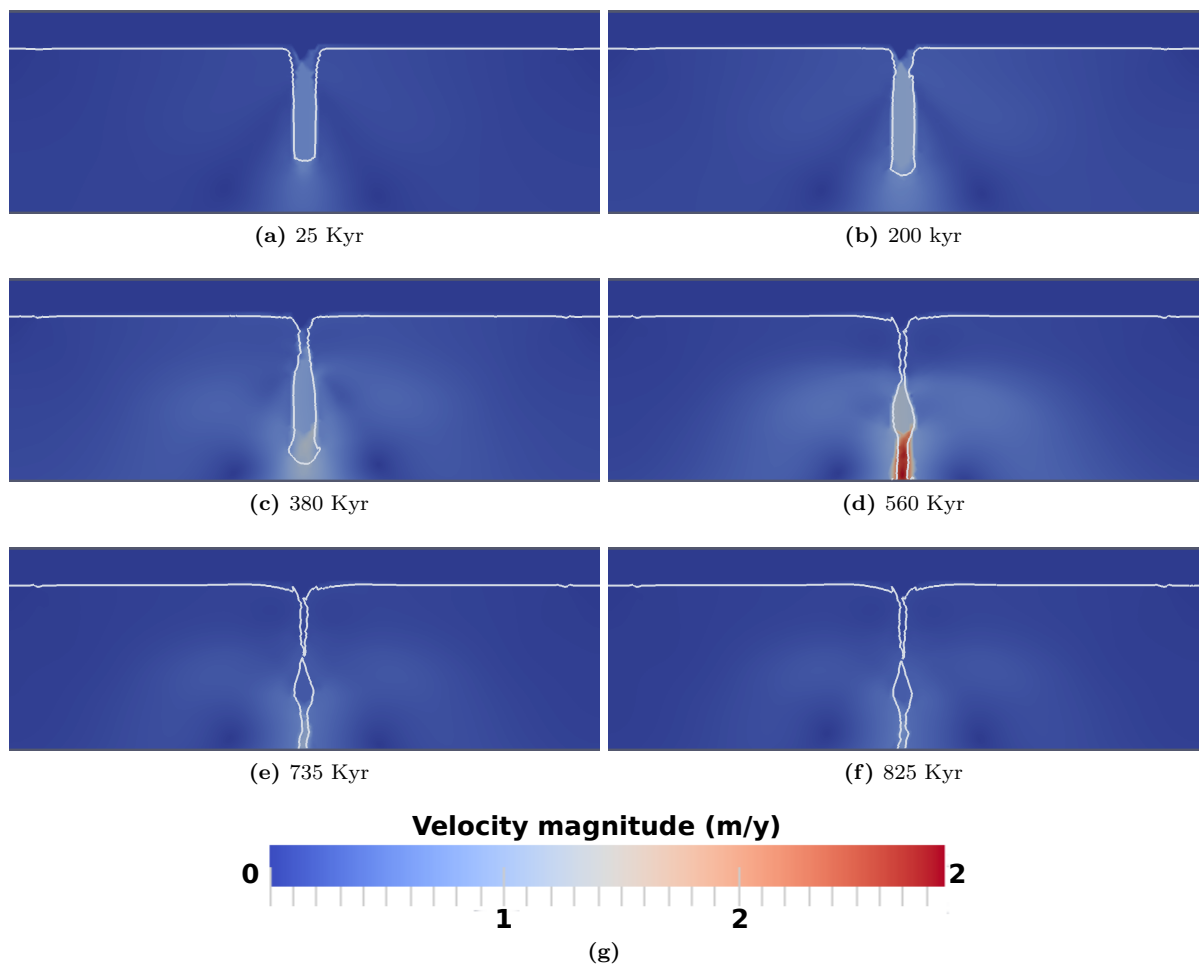 (a) 25 Kyr
(b) 200 kyr
(c) 380 Kyr
(d) 560 Kyr
(e) 735 Kyr
(f) 825 Kyr
Velocity magnitude (m/y)
0 2
1 2
(g)